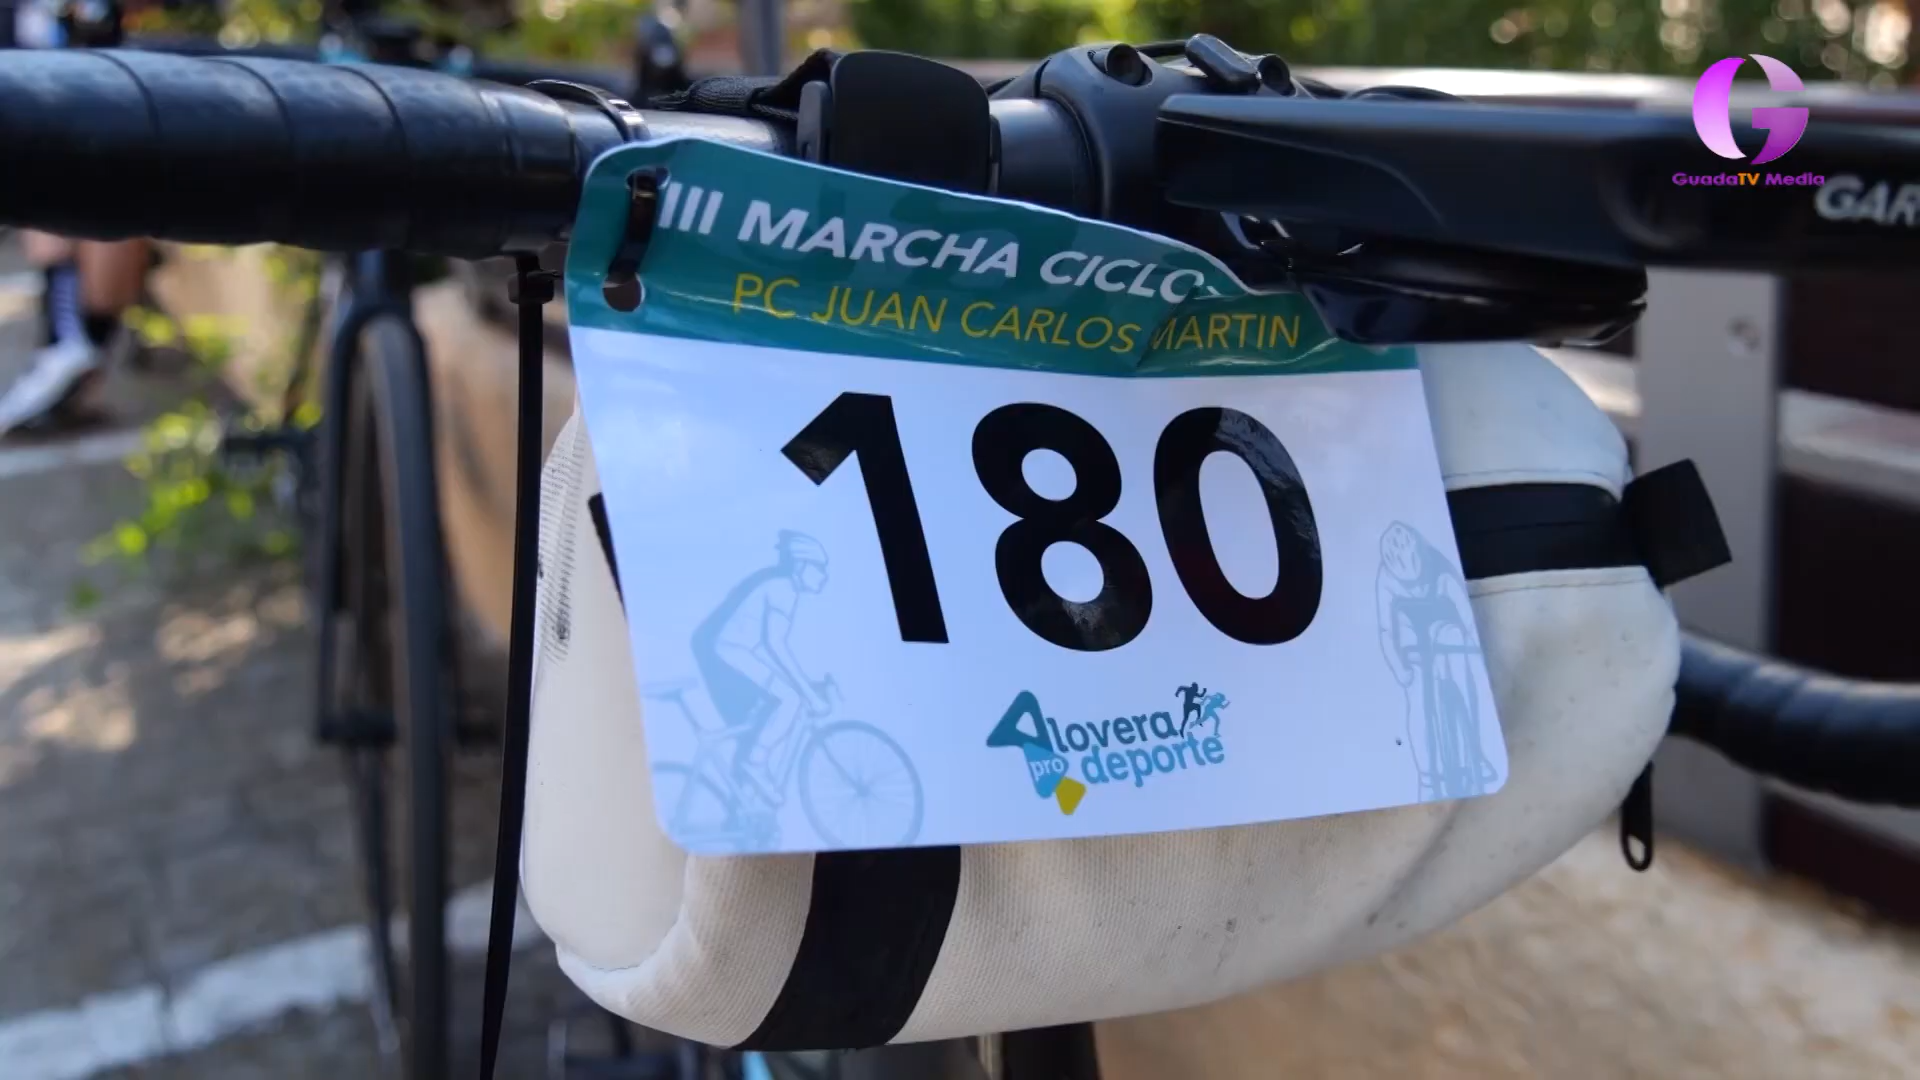 GuadaTV Media
GAR
III MARCHA CICLO
PC JUAN CARLOS MARTIN
180
Alovera
pro deporte